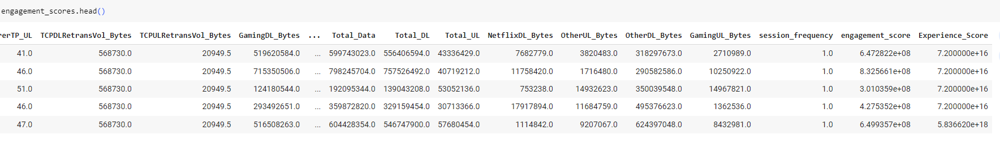 engagement_scores.head()
rerTP_UL TCPDLRetransVol_Bytes TCPULRetransVol_Bytes GamingDL_Bytes ... Total_Data Total_DL Total_UL NetflixDL_Bytes OtherUL_Bytes OtherDL_Bytes GamingUL_Bytes session_frequency engagement_score Experience_Score
41.0 568730.0 20949.5 519620584.0 ... 599743023.0 556406594.0 43336429.0 7682779.0 3820483.0 318297673.0 2710989.0 1.0 6.472822e+08 7.200000e+16
46.0 568730.0 20949.5 715350506.0 ... 798245704.0 757526492.0 40719212.0 11758420.0 1716480.0 290582586.0 10250922.0 1.0 8.325661e+08 7.200000e+16
51.0 568730.0 20949.5 124180544.0 ... 192095344.0 139043208.0 53052136.0 753238.0 14932623.0 350039548.0 14967821.0 1.0 3.010359e+08 7.200000e+16
46.0 568730.0 20949.5 293492651.0 ... 359872820.0 329159454.0 30713366.0 17917894.0 11684759.0 495376623.0 1362536.0 1.0 4.275352e+08 7.200000e+16
47.0 568730.0 20949.5 516508263.0 ... 604428354.0 546747900.0 57680454.0 1114842.0 9207067.0 624397048.0 8432981.0 1.0 6.499357e+08 5.836620e+18